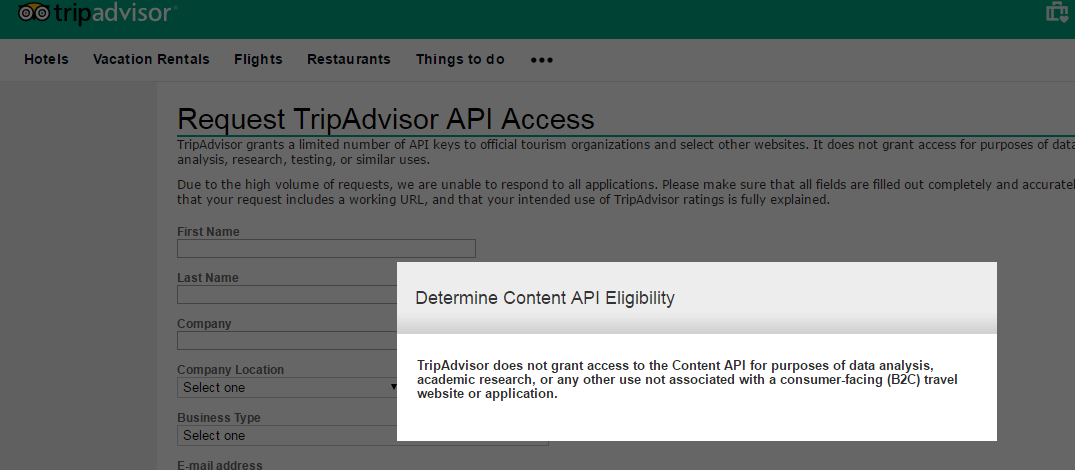 tripadvisor®
Hotels Vacation Rentals Flights Restaurants Things to do •••
Request TripAdvisor API Access
TripAdvisor grants a limited number of API keys to official tourism organizations and select other websites. It does not grant access for purposes of data
analysis, research, testing, or similar uses.
Due to the high volume of requests, we are unable to respond to all applications. Please make sure that all fields are filled out completely and accuratel
that your request includes a working URL, and that your intended use of TripAdvisor ratings is fully explained.
First Name
Last Name
Company
Company Location
Select one
Business Type
Select one
E-mail address
Determine Content API Eligibility
TripAdvisor does not grant access to the Content API for purposes of data analysis,
academic research, or any other use not associated with a consumer-facing (B2C) travel
website or application.